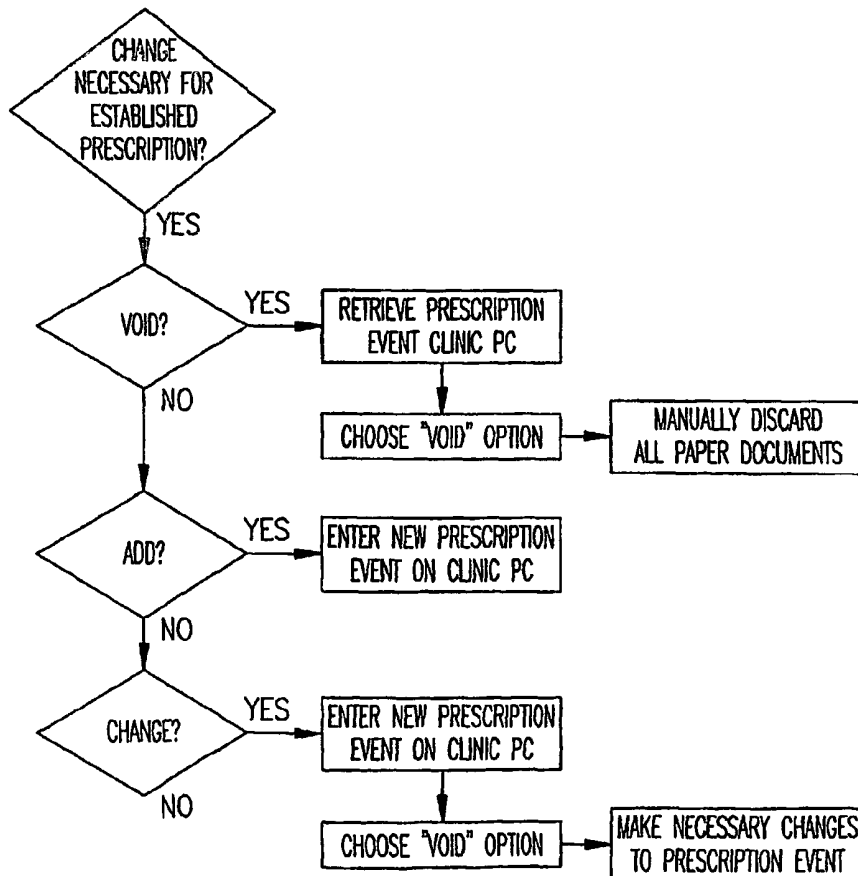 CHANGE
NECESSARY FOR
ESTABLISHED
PRESCRIPTION?
YES
VOID?
YES
RETRIEVE PRESCRIPTION
EVENT CLINIC PC
NO
CHOOSE "VOID" OPTION
MANUALLY DISCARD
ALL PAPER DOCUMENTS
ADD?
YES
ENTER NEW PRESCRIPTION
EVENT ON CLINIC PC
NO
CHANGE?
YES
ENTER NEW PRESCRIPTION
EVENT ON CLINIC PC
NO
CHOOSE "VOID" OPTION
MAKE NECESSARY CHANGES
TO PRESCRIPTION EVENT